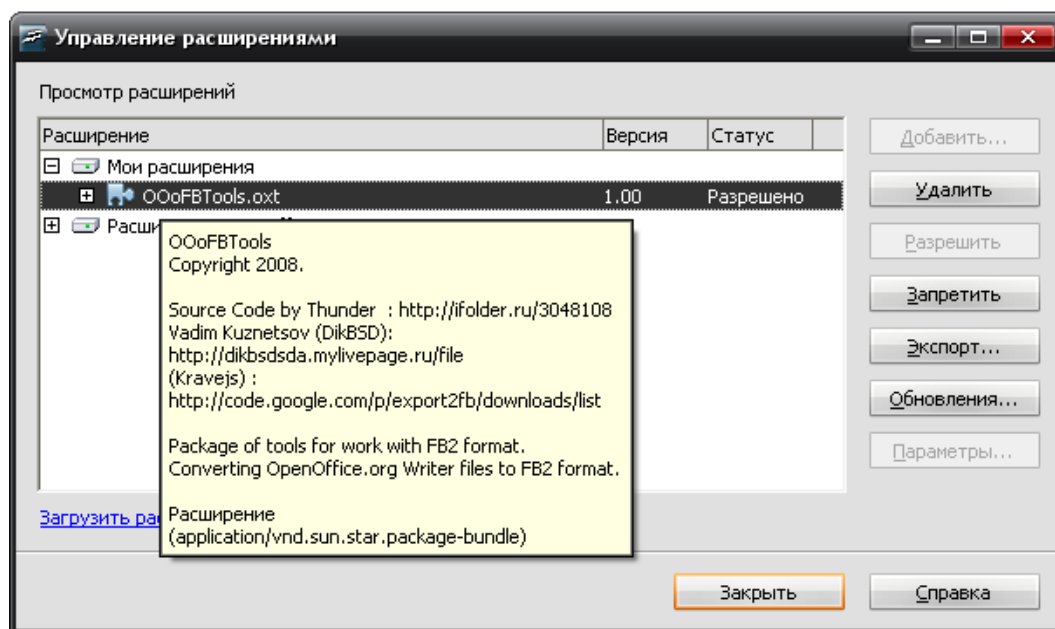 Управление расширениями
Просмотр расширений
Расширение Версия Статус
Мои расширения
OOoFBTools.oxt 1.00 Разрешено
OOoFBTools
Copyright 2008.
Source Code by Thunder : http://ifolder.ru/3048108
Vadim Kuznetsov (DikBSD):
http://dikbsdsda.mylivepage.ru/file
(Kravejs) :
http://code.google.com/p/export2fb/downloads/list
Package of tools for work with FB2 format.
Converting OpenOffice.org Writer files to FB2 format.
Расширение
(application/vnd.sun.star.package-bundle)
Загрузить
Добавить...
Удалить
Разрешить
Запретить
Экспорт...
Обновления...
Параметры...
Закрыть
Справка